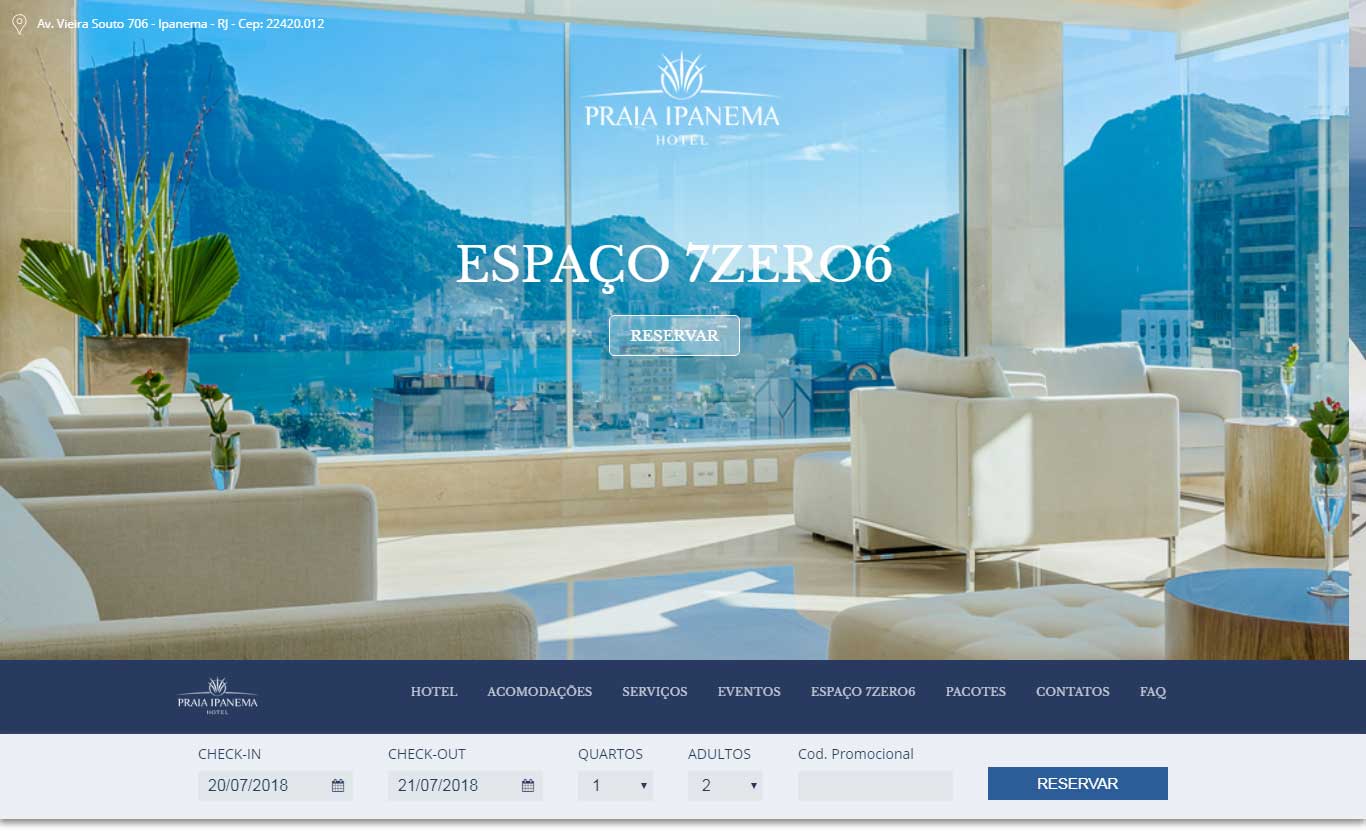 Av. Vieira Souto 706 - Ipanema - RJ - Cep: 22420.012
PRAIA IPANEMA
HOTEL
ESPAÇO 7ZERO6
RESERVAR
PRAIA IPANEMA
HOTEL
HOTEL ACOMODAÇÕES SERVIÇOS EVENTOS ESPAÇO 7ZERO6 PACOTES CONTATOS FAQ
CHECK-IN CHECK-OUT QUARTOS ADULTOS Cod. Promocional
20/07/2018 21/07/2018 1 2 RESERVAR